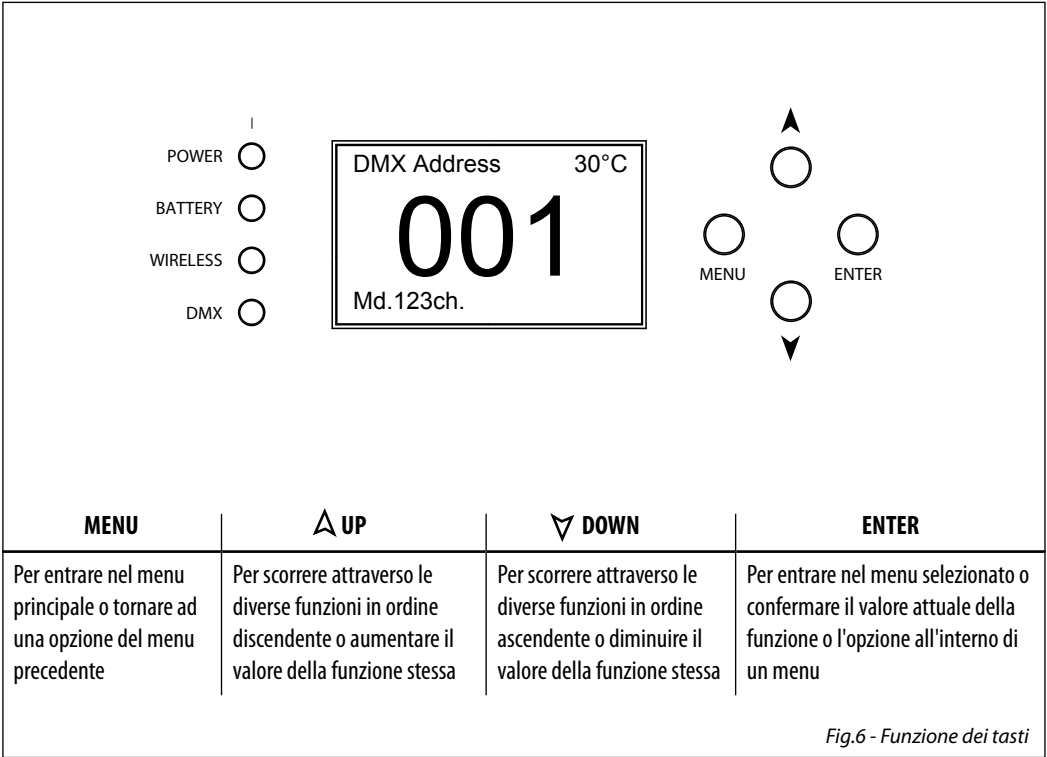 POWER
BATTERY
WIRELESS
DMX
DMX Address 30°C
001
Md.123ch.
MENU
ENTER
MENU
UP
DOWN
ENTER
Per entrare nel menu
principale o tornare ad
una opzione del menu
precedente
Per scorrere attraverso le
diverse funzioni in ordine
discendente o aumentare il
valore della funzione stessa
Per scorrere attraverso le
diverse funzioni in ordine
ascendente o diminuire il
valore della funzione stessa
Per entrare nel menu selezionato o
confermare il valore attuale della
funzione o l'opzione all'interno di
un menu
Fig.6 - Funzione dei tasti